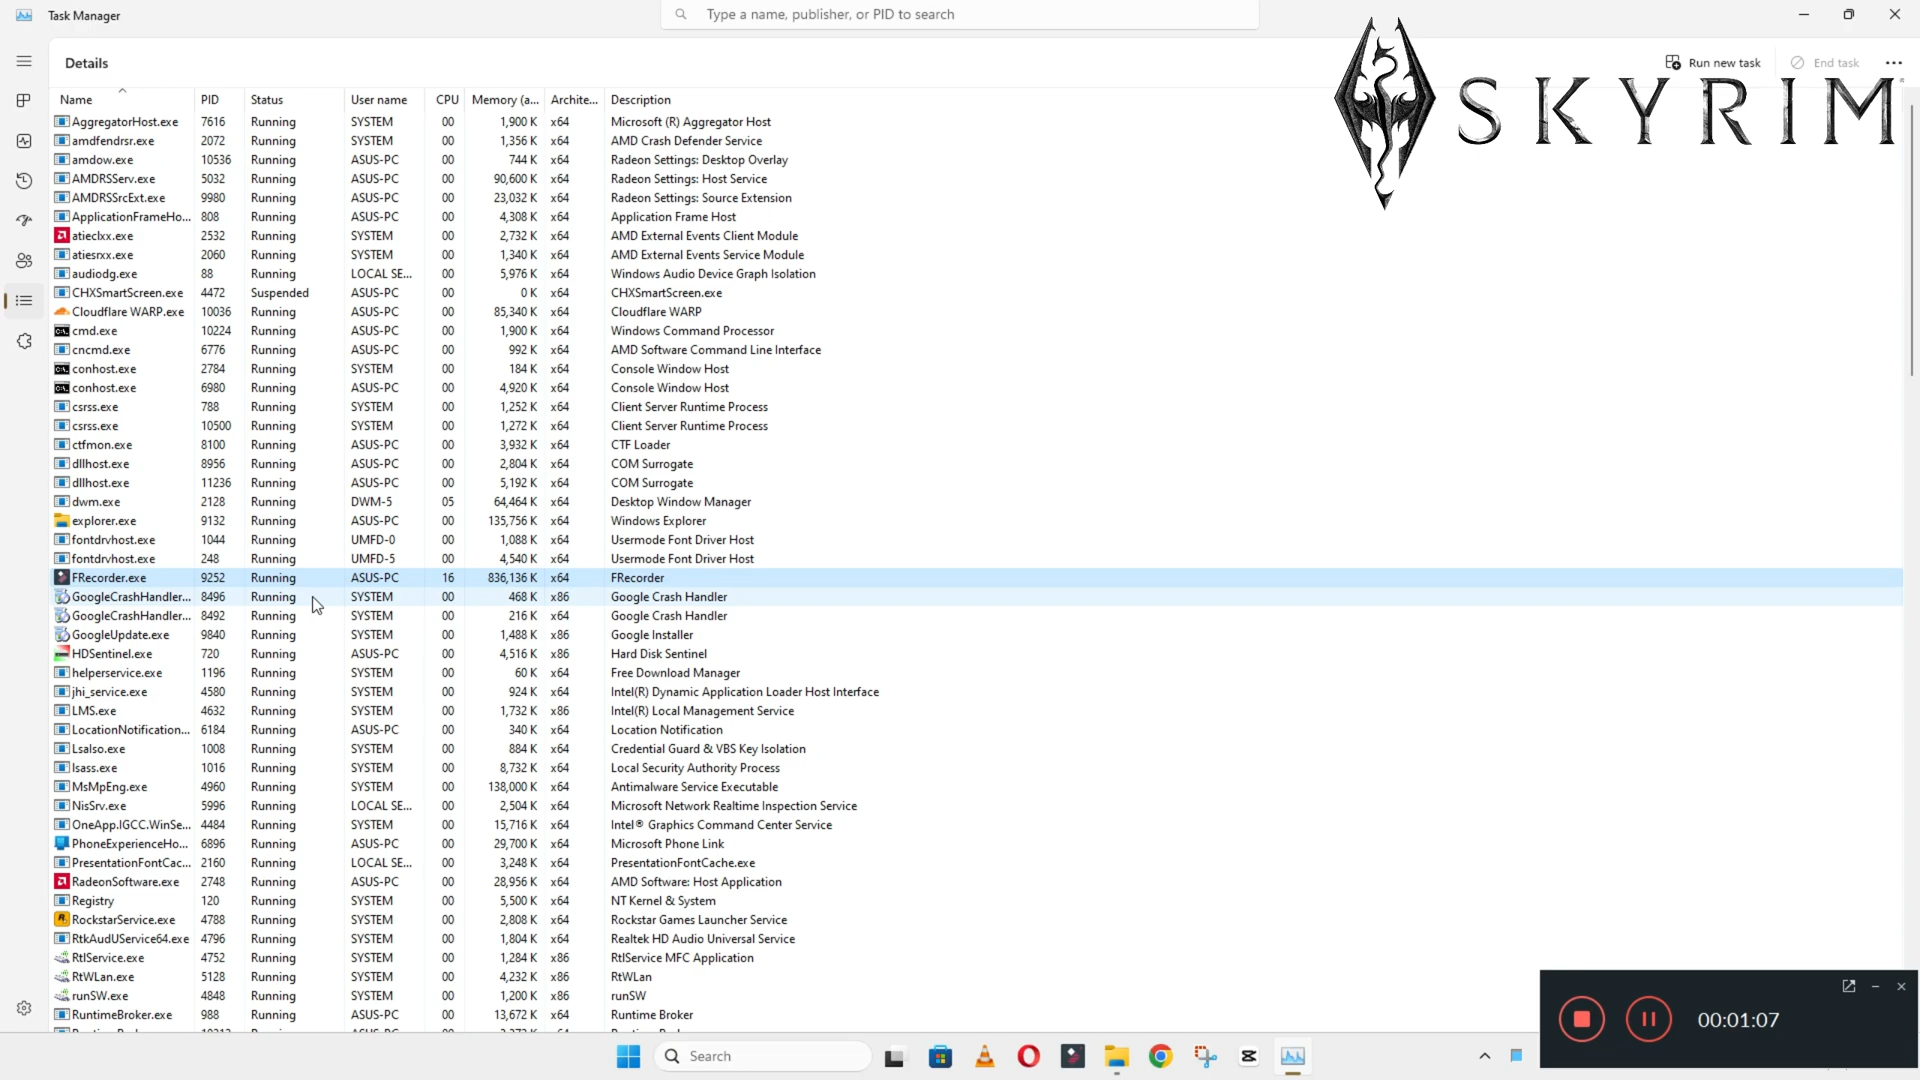 Task Manager
Type a name, publisher, or PID to search
Details
Run new task
End task
SKYRIM
Name PID Status User name CPU Memory (a... Archite... Description
AggregatorHost.exe 7616 Running SYSTEM 00 1,900 K x64 Microsoft (R) Aggregator Host
amdfendrsr.exe 2072 Running SYSTEM 00 1,356 K x64 AMD Crash Defender Service
amdow.exe 10536 Running ASUS-PC 00 744 K x64 Radeon Settings: Desktop Overlay
AMDRSServ.exe 5032 Running ASUS-PC 00 90,600 K x64 Radeon Settings: Host Service
AMDRSSrcExt.exe 9980 Running ASUS-PC 00 23,032 K x64 Radeon Settings: Source Extension
ApplicationFrameHo... 808 Running ASUS-PC 00 4,308 K x64 Application Frame Host
atieclxx.exe 2532 Running SYSTEM 00 2,732 K x64 AMD External Events Client Module
atiesrxx.exe 2060 Running SYSTEM 00 1,340 K x64 AMD External Events Service Module
audiodg.exe 88 Running LOCAL SE... 00 5,976 K x64 Windows Audio Device Graph Isolation
CHXSmartScreen.exe 4472 Suspended ASUS-PC 00 0 K x64 CHXSmartScreen.exe
Cloudflare WARP.exe 10036 Running ASUS-PC 00 85,340 K x64 Cloudflare WARP
cmd.exe 10224 Running ASUS-PC 00 1,900 K x64 Windows Command Processor
cncmd.exe 6776 Running ASUS-PC 00 992 K x64 AMD Software Command Line Interface
conhost.exe 2784 Running SYSTEM 00 184 K x64 Console Window Host
conhost.exe 6980 Running ASUS-PC 00 4,920 K x64 Console Window Host
csrss.exe 788 Running SYSTEM 00 1,252 K x64 Client Server Runtime Process
csrss.exe 10500 Running SYSTEM 00 1,272 K x64 Client Server Runtime Process
ctfmon.exe 8100 Running ASUS-PC 00 3,932 K x64 CTF Loader
dllhost.exe 8956 Running ASUS-PC 00 2,804 K x64 COM Surrogate
dllhost.exe 11236 Running ASUS-PC 00 5,192 K x64 COM Surrogate
dwm.exe 2128 Running DWM-5 05 64,464 K x64 Desktop Window Manager
explorer.exe 9132 Running ASUS-PC 00 135,756 K x64 Windows Explorer
fontdrvhost.exe 1044 Running UMFD-0 00 1,088 K x64 Usermode Font Driver Host
fontdrvhost.exe 248 Running UMFD-5 00 4,540 K x64 Usermode Font Driver Host
FRecorder.exe 9252 Running ASUS-PC 16 836,136 K x64 FRecorder
GoogleCrashHandler... 8496 Running SYSTEM 00 468 K x86 Google Crash Handler
GoogleCrashHandler... 8492 Running SYSTEM 00 216 K x64 Google Crash Handler
GoogleUpdate.exe 9840 Running SYSTEM 00 1,488 K x86 Google Installer
HDSentinel.exe 720 Running ASUS-PC 00 4,516 K x86 Hard Disk Sentinel
helperservice.exe 1196 Running SYSTEM 00 60 K x64 Free Download Manager
jhi_service.exe 4580 Running SYSTEM 00 924 K x64 Intel(R) Dynamic Application Loader Host Interface
LMS.exe 4632 Running SYSTEM 00 1,732 K x86 Intel(R) Local Management Service
LocationNotification... 6184 Running ASUS-PC 00 340 K x64 Location Notification
LsaIso.exe 1008 Running SYSTEM 00 884 K x64 Credential Guard & VBS Key Isolation
lsass.exe 1016 Running SYSTEM 00 8,732 K x64 Local Security Authority Process
MsMpEng.exe 4960 Running SYSTEM 00 138,000 K x64 Antimalware Service Executable
NisSrv.exe 5996 Running LOCAL SE... 00 2,504 K x64 Microsoft Network Realtime Inspection Service
OneApp.IGCC.WinSe... 4484 Running SYSTEM 00 15,716 K x64 Intel® Graphics Command Center Service
PhoneExperienceHo... 6896 Running ASUS-PC 00 29,700 K x64 Microsoft Phone Link
PresentationFontCac... 2160 Running LOCAL SE... 00 3,248 K x64 PresentationFontCache.exe
RadeonSoftware.exe 2748 Running ASUS-PC 00 28,956 K x64 AMD Software: Host Application
Registry 120 Running SYSTEM 00 5,500 K x64 NT Kernel & System
RockstarService.exe 4788 Running SYSTEM 00 2,808 K x64 Rockstar Games Launcher Service
RtkAudUService64.exe 4796 Running SYSTEM 00 1,804 K x64 Realtek HD Audio Universal Service
RtlService.exe 4752 Running SYSTEM 00 1,284 K x86 RtlService MFC Application
RtWLan.exe 5128 Running SYSTEM 00 4,232 K x86 RtWLan
runSW.exe 4848 Running SYSTEM 00 1,200 K x86 runSW
RuntimeBroker.exe 988 Running ASUS-PC 00 13,672 K x64 Runtime Broker
00:01:07
Search